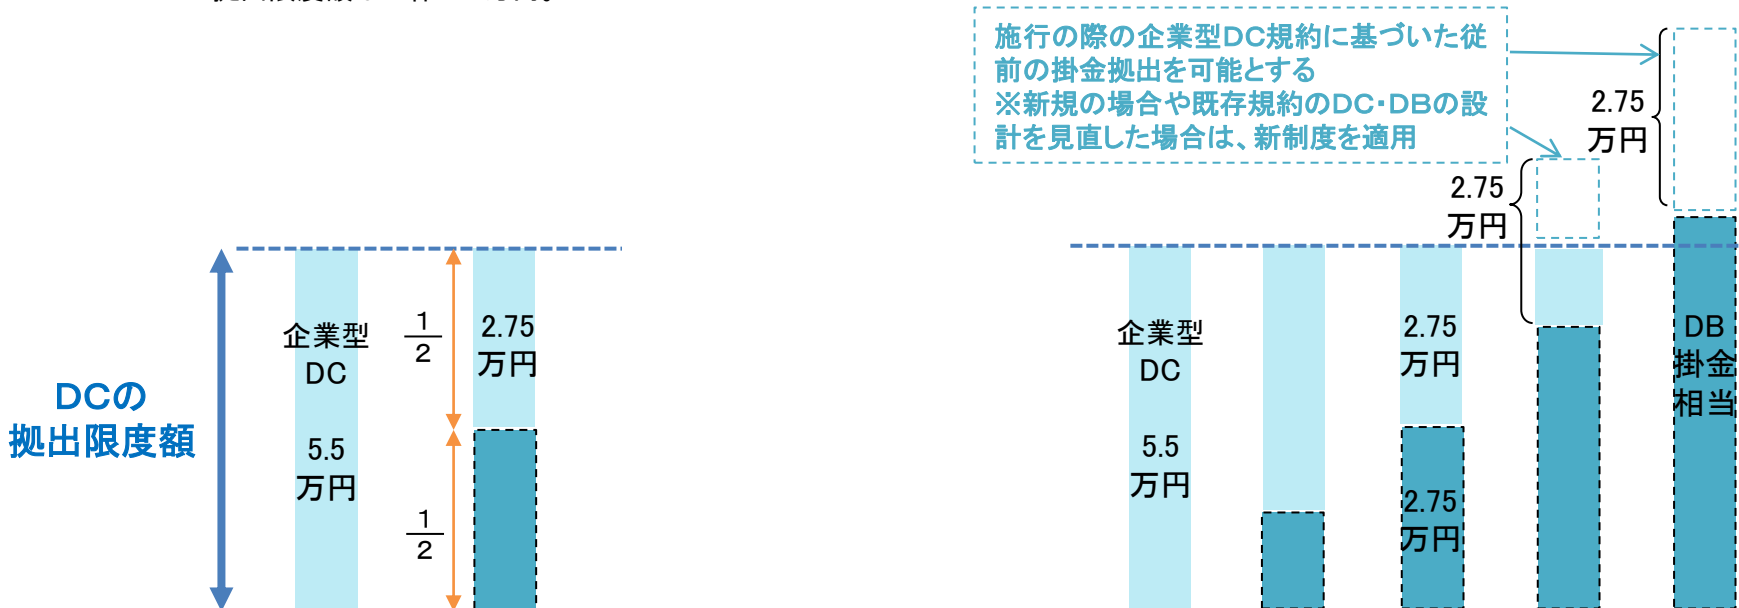 施行の際の企業型DC規約に基づいた従
前の掛金拠出を可能とする
※新規の場合や既存規約のDC・DBの設
計を見直した場合は、新制度を適用
2.75
万円
2.75
万円
DCの
拠出限度額
企業型
DC
5.5
万円
1
2
1
2
2.75
万円
企業型
DC
5.5
万円
2.75
万円
2.75
万円
DB
掛金
相当